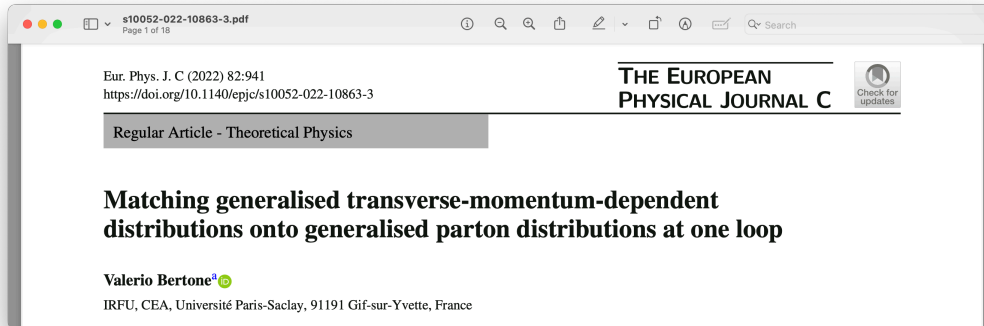 s10052-022-10863-3.pdf
Page 1 of 18
Search
Eur. Phys. J. C (2022) 82:941
https://doi.org/10.1140/epjc/s10052-022-10863-3
THE EUROPEAN
PHYSICAL JOURNAL C
Check for
updates
Regular Article - Theoretical Physics
Matching generalised transverse-momentum-dependent
distributions onto generalised parton distributions at one loop
Valerio Bertoneᵃ iD
IRFU, CEA, Université Paris-Saclay, 91191 Gif-sur-Yvette, France